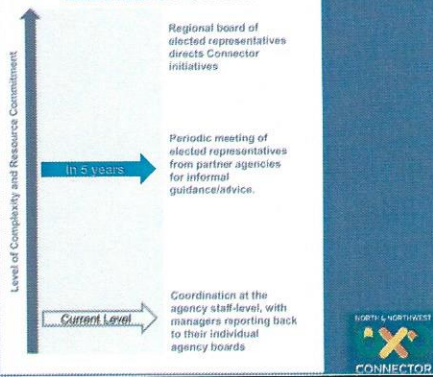 Level of Complexity and Resource Commitment
Regional board of
elected representatives
directs Connector
initiatives
In 5 years
Periodic meeting of
elected representatives
from partner agencies
for informal
guidance/advice.
Current Level
Coordination at the
agency staff-level, with
managers reporting back
to their individual
agency boards
NORTH & NORTHWEST
CONNECTOR